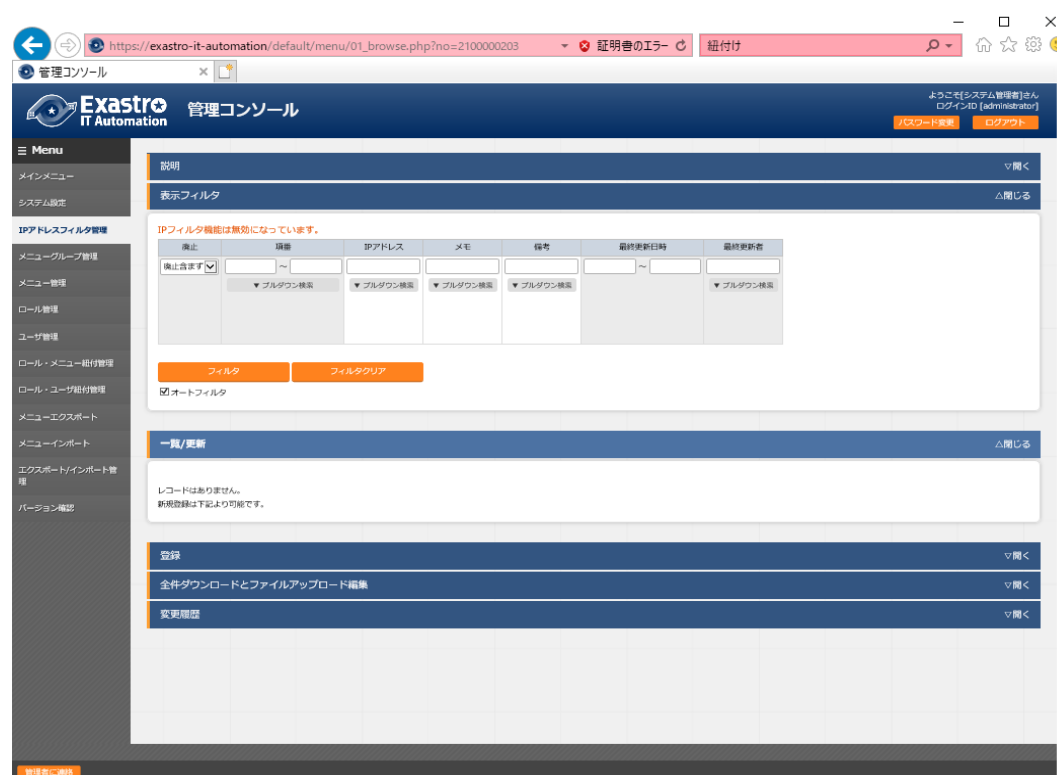 https://exastro-it-automation/default/menu/01_browse.php?no=2100000203
証明書のエラー
紐付け
管理コンソール
Exastro
IT Automation
管理コンソール
ようこそ[システム管理者]さん
ログインID [administrator]
パスワード変更
ログアウト
Menu
メインメニュー
システム設定
IPアドレスフィルタ管理
メニューグループ管理
メニュー管理
ロール管理
ユーザ管理
ロール・メニュー紐付管理
ロール・ユーザ紐付管理
メニューエクスポート
メニューインポート
エクスポート/インポート管
理
バージョン確認
説明
▽開く
表示フィルタ
△閉じる
IPフィルタ機能は無効になっています。
廃止 項番 IPアドレス メモ 備考 最終更新日時 最終更新者
廃止含まず ～ ～
▼ プルダウン検索 ▼ プルダウン検索 ▼ プルダウン検索 ▼ プルダウン検索 ▼ プルダウン検索
フィルタ フィルタクリア
オートフィルタ
一覧/更新
△閉じる
レコードはありません。
新規登録は下記より可能です。
登録
▽開く
全件ダウンロードとファイルアップロード編集
▽開く
変更履歴
▽開く
管理者に連絡